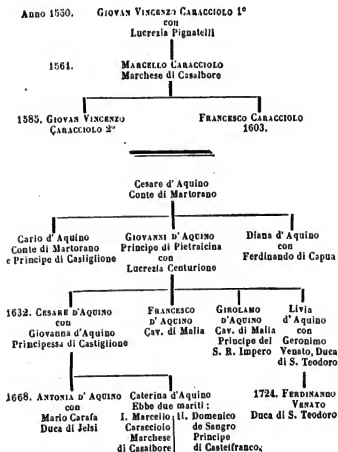 Anno 1550. GIOVAN VINCENZO CARACCIOLO 1º
con
Lucrezia Pignatelli
1561. MARCELLO CARACCIOLO
Marchese di Casalbore
1585. GIOVAN VINCENZO
CARACCIOLO 2º
FRANCESCO CARACCIOLO
1603.
Cesare d'Aquino
Conte di Martorano
Carlo d'Aquino
Conte di Martorano
e Principe di Castiglione
GIOVANNI D'AQUINO
Principe di Pietralcina
con
Lucrezia Centurione
Diana d'Aquino
con
Ferdinando di Capua
1632. CESARE D'AQUINO
con
Giovanna d'Aquino
Principessa di Castiglione
FRANCESCO
D'AQUINO
Cav. di Malia
GIROLAMO
D'AQUINO
Cav. di Malia
Principe del
S. R. Impero
Livia
d'Aquino
con
Geronimo
Venato, Duca
di S. Teodoro
1668. ANTONIA D'AQUINO
con
Mario Carafa
Duca di Jelsi
Caterina d'Aquino
Ebbe due mariti:
I. Marcello
Caracciolo
Marchese
di Casalbore
II. Domenico
de Sangro
Principe
di Castelfranco,
1724. FERDINANDO
VENATO
Duca di S. Teodoro